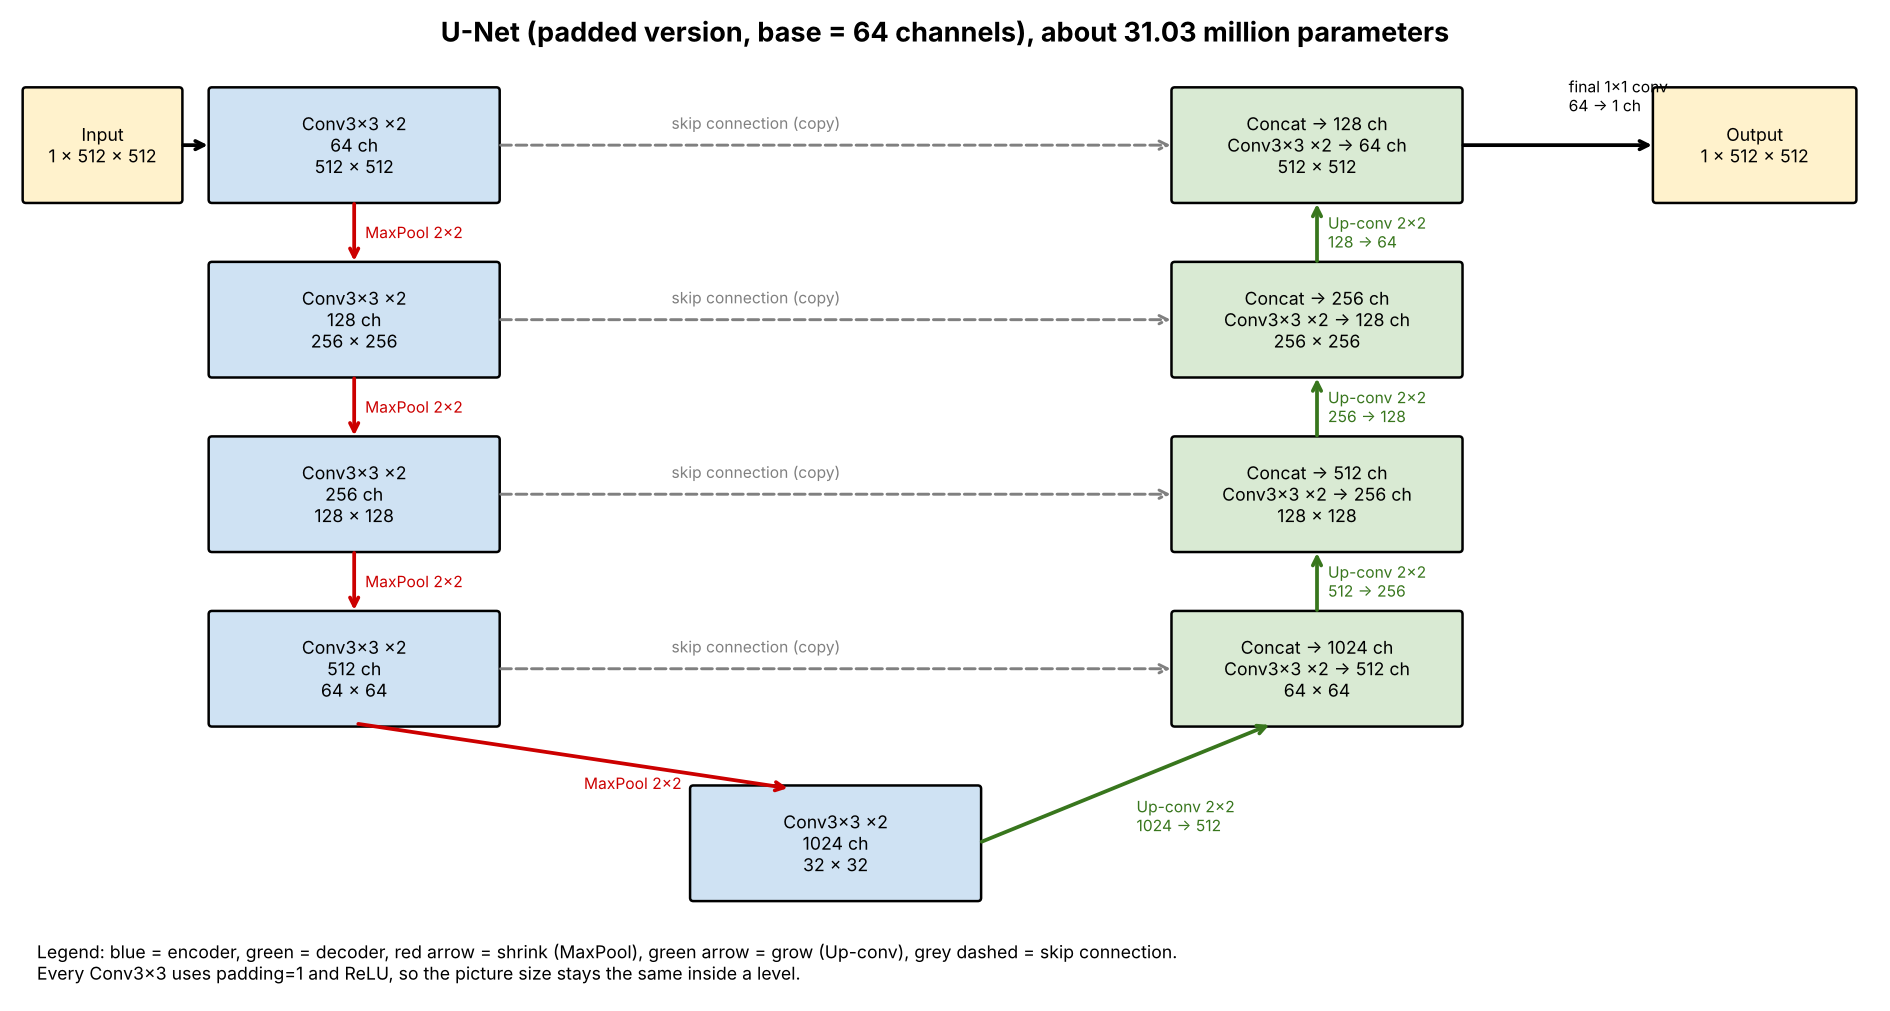 U-Net (padded version, base = 64 channels), about 31.03 million parameters
Input
1 × 512 × 512
Conv3×3 ×2
64 ch
512 × 512
skip connection (copy)
Concat → 128 ch
Conv3×3 ×2 → 64 ch
512 × 512
final 1×1 conv
64 → 1 ch
Output
1 × 512 × 512
MaxPool 2×2
Up-conv 2×2
128 → 64
Conv3×3 ×2
128 ch
256 × 256
skip connection (copy)
Concat → 256 ch
Conv3×3 ×2 → 128 ch
256 × 256
MaxPool 2×2
Up-conv 2×2
256 → 128
Conv3×3 ×2
256 ch
128 × 128
skip connection (copy)
Concat → 512 ch
Conv3×3 ×2 → 256 ch
128 × 128
MaxPool 2×2
Up-conv 2×2
512 → 256
Conv3×3 ×2
512 ch
64 × 64
skip connection (copy)
Concat → 1024 ch
Conv3×3 ×2 → 512 ch
64 × 64
MaxPool 2×2
Up-conv 2×2
1024 → 512
Conv3×3 ×2
1024 ch
32 × 32
Legend: blue = encoder, green = decoder, red arrow = shrink (MaxPool), green arrow = grow (Up-conv), grey dashed = skip connection.
Every Conv3×3 uses padding=1 and ReLU, so the picture size stays the same inside a level.